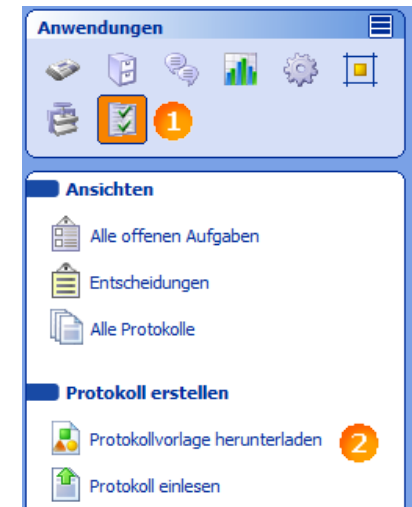 Anwendungen
1
Ansichten
Alle offenen Aufgaben
Entscheidungen
Alle Protokolle
Protokoll erstellen
Protokollvorlage herunterladen 2
Protokoll einlesen